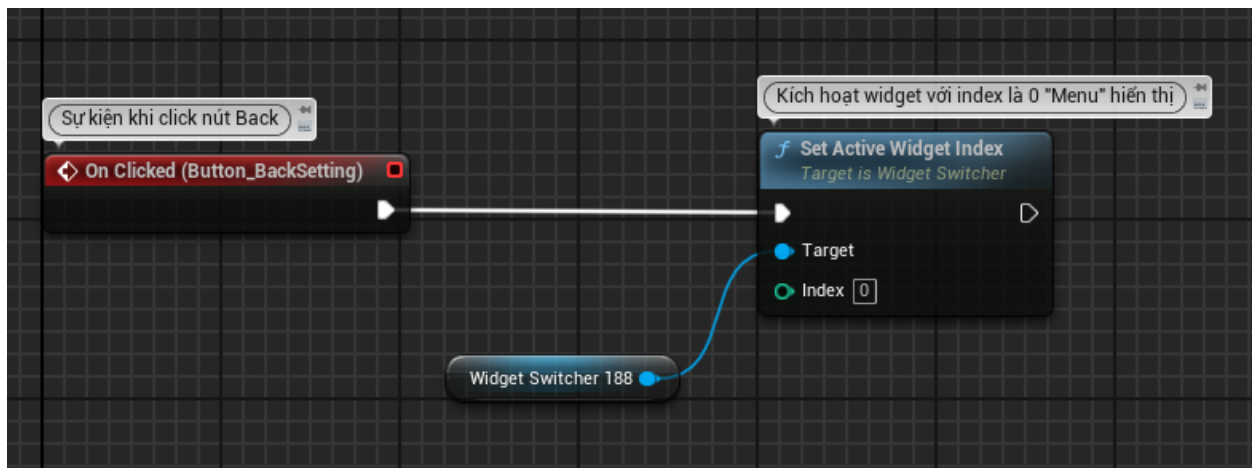 Sự kiện khi click nút Back
On Clicked (Button_BackSetting)
Kích hoạt widget với index là 0 "Menu" hiển thị
f Set Active Widget Index
Target is Widget Switcher
Target
Index 0
Widget Switcher 188